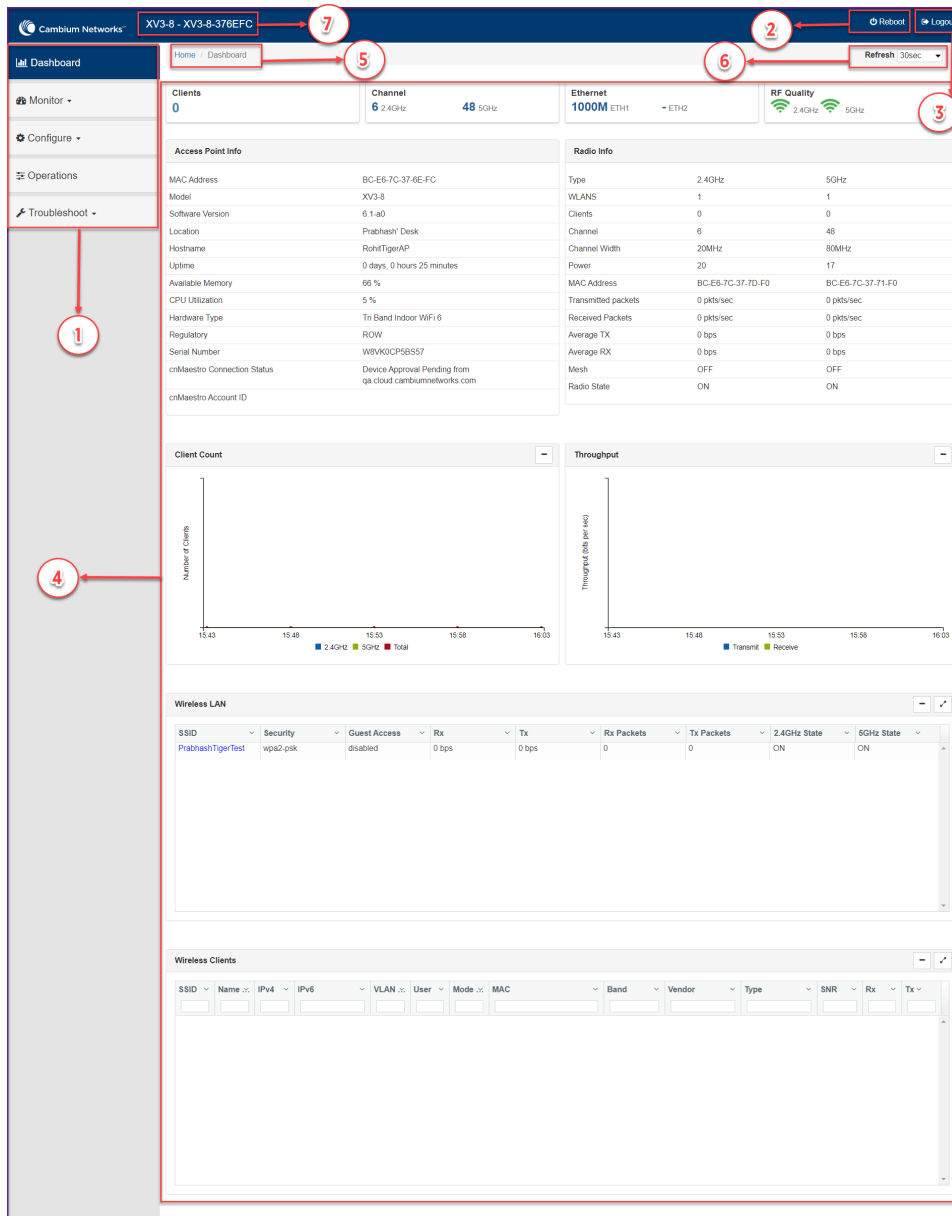 Cambium Networks™
XV3-8 - XV3-8-376EFC
7
2
Reboot
Logou
Dashboard
Home / Dashboard
5
6
Refresh 30sec
3
Monitor
Configure
Operations
Troubleshoot
1
4
Clients
0
Channel
6 2.4GHz 48 5GHz
Ethernet
1000M ETH1 - ETH2
RF Quality
2.4GHz 5GHz
Access Point Info
MAC Address BC-E6-7C-37-6E-FC
Model XV3-8
Software Version 6.1-a0
Location Prabhash' Desk
Hostname RohitTigerAP
Uptime 0 days, 0 hours 25 minutes
Available Memory 66 %
CPU Utilization 5 %
Hardware Type Tri Band Indoor WiFi 6
Regulatory ROW
Serial Number W8VK0CP5BS57
cnMaestro Connection Status Device Approval Pending from
qa.cloud.cambiumnetworks.com
cnMaestro Account ID
Radio Info
Type 2.4GHz 5GHz
WLANS 1 1
Clients 0 0
Channel 6 48
Channel Width 20MHz 80MHz
Power 20 17
MAC Address BC-E6-7C-37-7D-F0 BC-E6-7C-37-71-F0
Transmitted packets 0 pkts/sec 0 pkts/sec
Received Packets 0 pkts/sec 0 pkts/sec
Average TX 0 bps 0 bps
Average RX 0 bps 0 bps
Mesh OFF OFF
Radio State ON ON
Client Count
Number of Clients
15:43 15:48 15:53 15:58 16:03
2.4GHz 5GHz Total
Throughput
Throughput (bits per sec)
15:43 15:48 15:53 15:58 16:03
Transmit Receive
Wireless LAN
SSID Security Guest Access Rx Tx Rx Packets Tx Packets 2.4GHz State 5GHz State
PrabhashTigerTest wpa2-psk disabled 0 bps 0 bps 0 0 ON ON
Wireless Clients
SSID Name IPv4 IPv6 VLAN User Mode MAC Band Vendor Type SNR Rx Tx